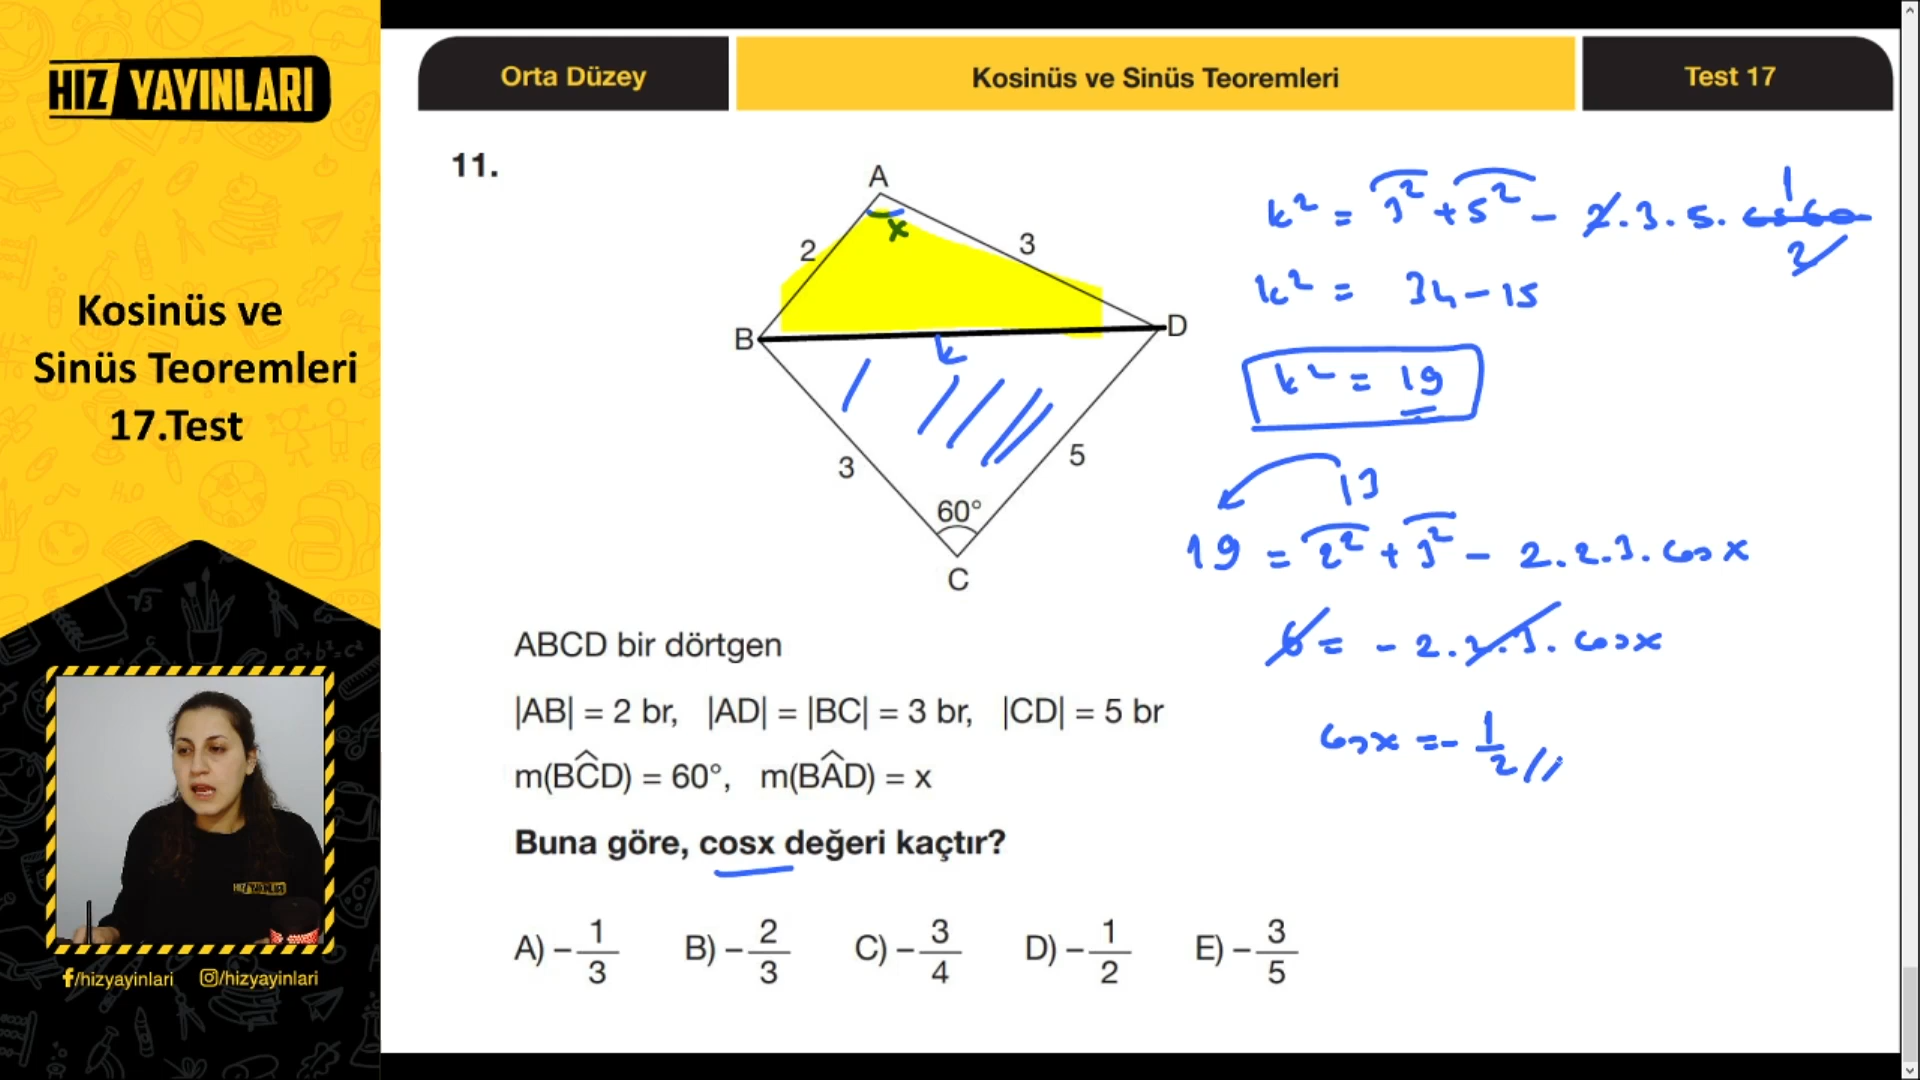 HIZ YAYINLARI
Kosinüs ve
Sinüs Teoremleri
17.Test
/hizyayinlari /hizyayinlari
Orta Düzey
Kosinüs ve Sinüs Teoremleri
Test 17
11.
A
x
2
3
B
D
k
3
5
60°
C
ABCD bir dörtgen
|AB| = 2 br, |AD| = |BC| = 3 br, |CD| = 5 br
m(BĈD) = 60°, m(BÂD) = x
Buna göre, cosx değeri kaçtır?
A) −1/3 B) −2/3 C) −3/4 D) −1/2 E) −3/5
k² = 3² + 5² − 2.3.5. cos60 1/2
k² = 34 − 15
k² = 19
13
19 = 2² + 3² − 2.2.3.cosx
6 = −2.2.3.cosx
cosx = −1/2 //